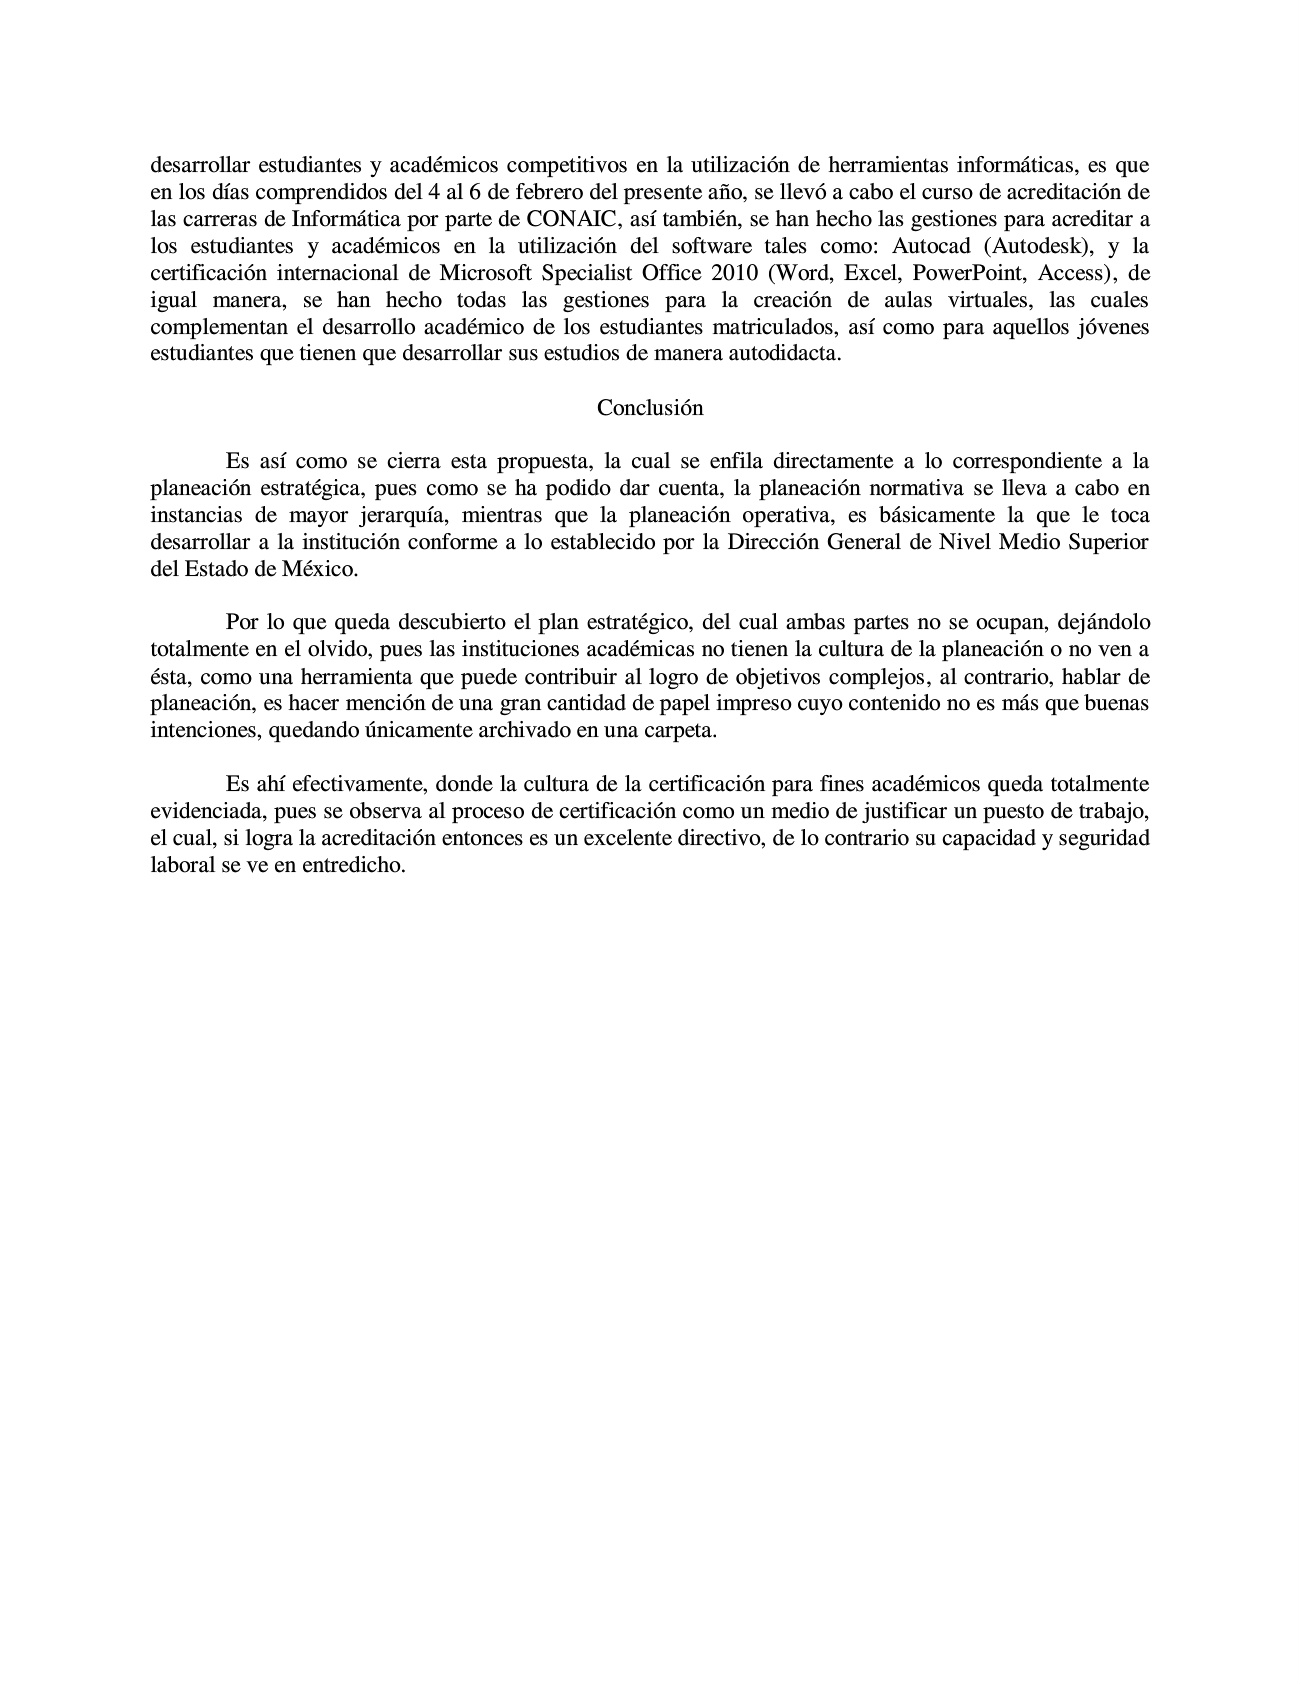 desarrollar estudiantes y académicos competitivos en la utilización de herramientas informáticas, es que
en los días comprendidos del 4 al 6 de febrero del presente año, se llevó a cabo el curso de acreditación de
las carreras de Informática por parte de CONAIC, así también, se han hecho las gestiones para acreditar a
los estudiantes y académicos en la utilización del software tales como: Autocad (Autodesk), y la
certificación internacional de Microsoft Specialist Office 2010 (Word, Excel, PowerPoint, Access), de
igual manera, se han hecho todas las gestiones para la creación de aulas virtuales, las cuales
complementan el desarrollo académico de los estudiantes matriculados, así como para aquellos jóvenes
estudiantes que tienen que desarrollar sus estudios de manera autodidacta.
Conclusión
Es así como se cierra esta propuesta, la cual se enfila directamente a lo correspondiente a la
planeación estratégica, pues como se ha podido dar cuenta, la planeación normativa se lleva a cabo en
instancias de mayor jerarquía, mientras que la planeación operativa, es básicamente la que le toca
desarrollar a la institución conforme a lo establecido por la Dirección General de Nivel Medio Superior
del Estado de México.
Por lo que queda descubierto el plan estratégico, del cual ambas partes no se ocupan, dejándolo
totalmente en el olvido, pues las instituciones académicas no tienen la cultura de la planeación o no ven a
ésta, como una herramienta que puede contribuir al logro de objetivos complejos, al contrario, hablar de
planeación, es hacer mención de una gran cantidad de papel impreso cuyo contenido no es más que buenas
intenciones, quedando únicamente archivado en una carpeta.
Es ahí efectivamente, donde la cultura de la certificación para fines académicos queda totalmente
evidenciada, pues se observa al proceso de certificación como un medio de justificar un puesto de trabajo,
el cual, si logra la acreditación entonces es un excelente directivo, de lo contrario su capacidad y seguridad
laboral se ve en entredicho.